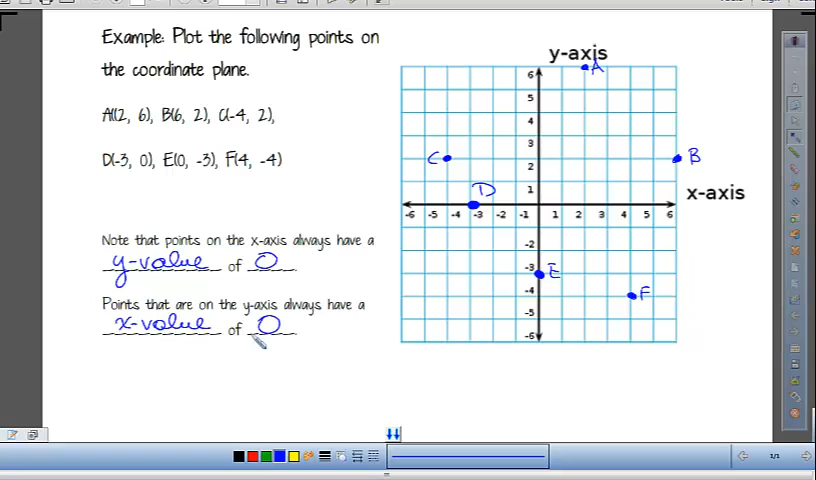 Example: Plot the following points on
the coordinate plane.
A(2, 6), B(6, 2), C(-4, 2),
D(-3, 0), E(0, -3), F(4, -4)
Note that points on the x-axis always have a
y-value of 0.
Points that are on the y-axis always have a
x-value of 0.
y-axis
A
6
5
4
3
2
1
C
B
D
x-axis
-6 -5 -4 -3 -2 -1 1 2 3 4 5 6
-2
-3
-4
-5
-6
E
F
1/1